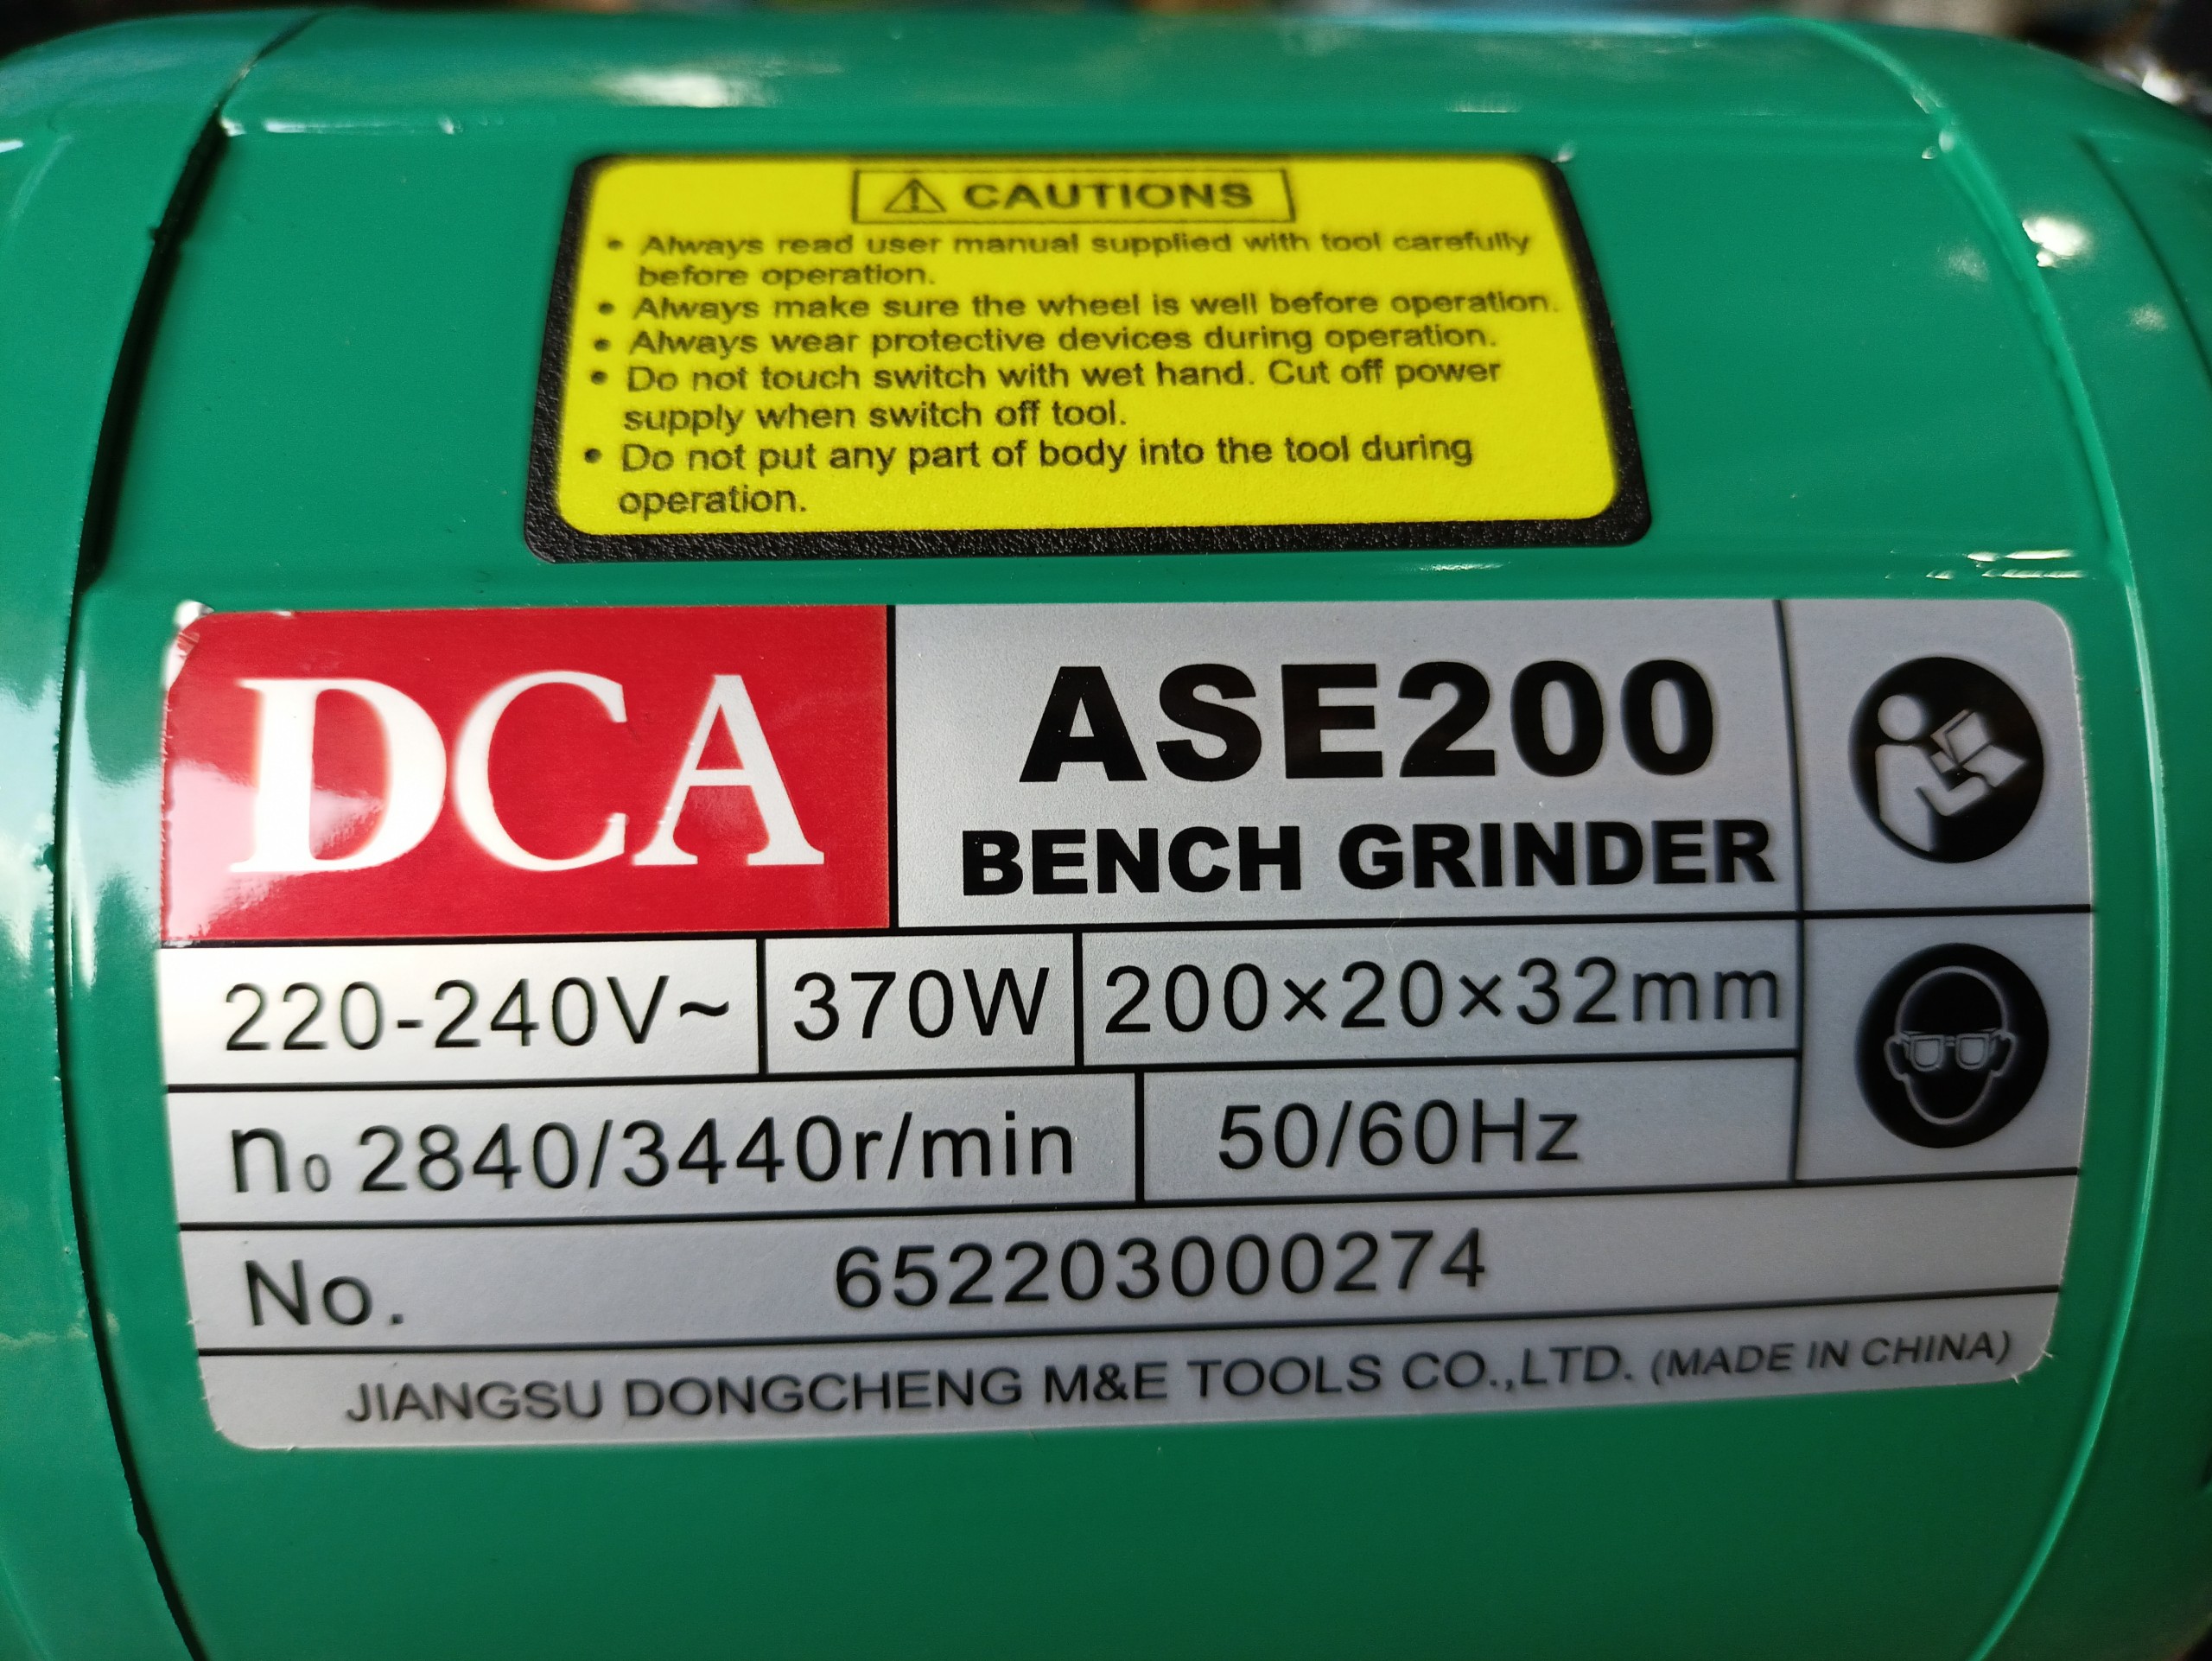 ⚠ CAUTIONS
• Always read user manual supplied with tool carefully
before operation.
• Always make sure the wheel is well before operation.
• Always wear protective devices during operation.
• Do not touch switch with wet hand. Cut off power
supply when switch off tool.
• Do not put any part of body into the tool during
operation.
DCA
ASE200
BENCH GRINDER
220-240V~ 370W 200×20×32mm
n₀ 2840/3440r/min 50/60Hz
No. 652203000274
JIANGSU DONGCHENG M&E TOOLS CO.,LTD. (MADE IN CHINA)